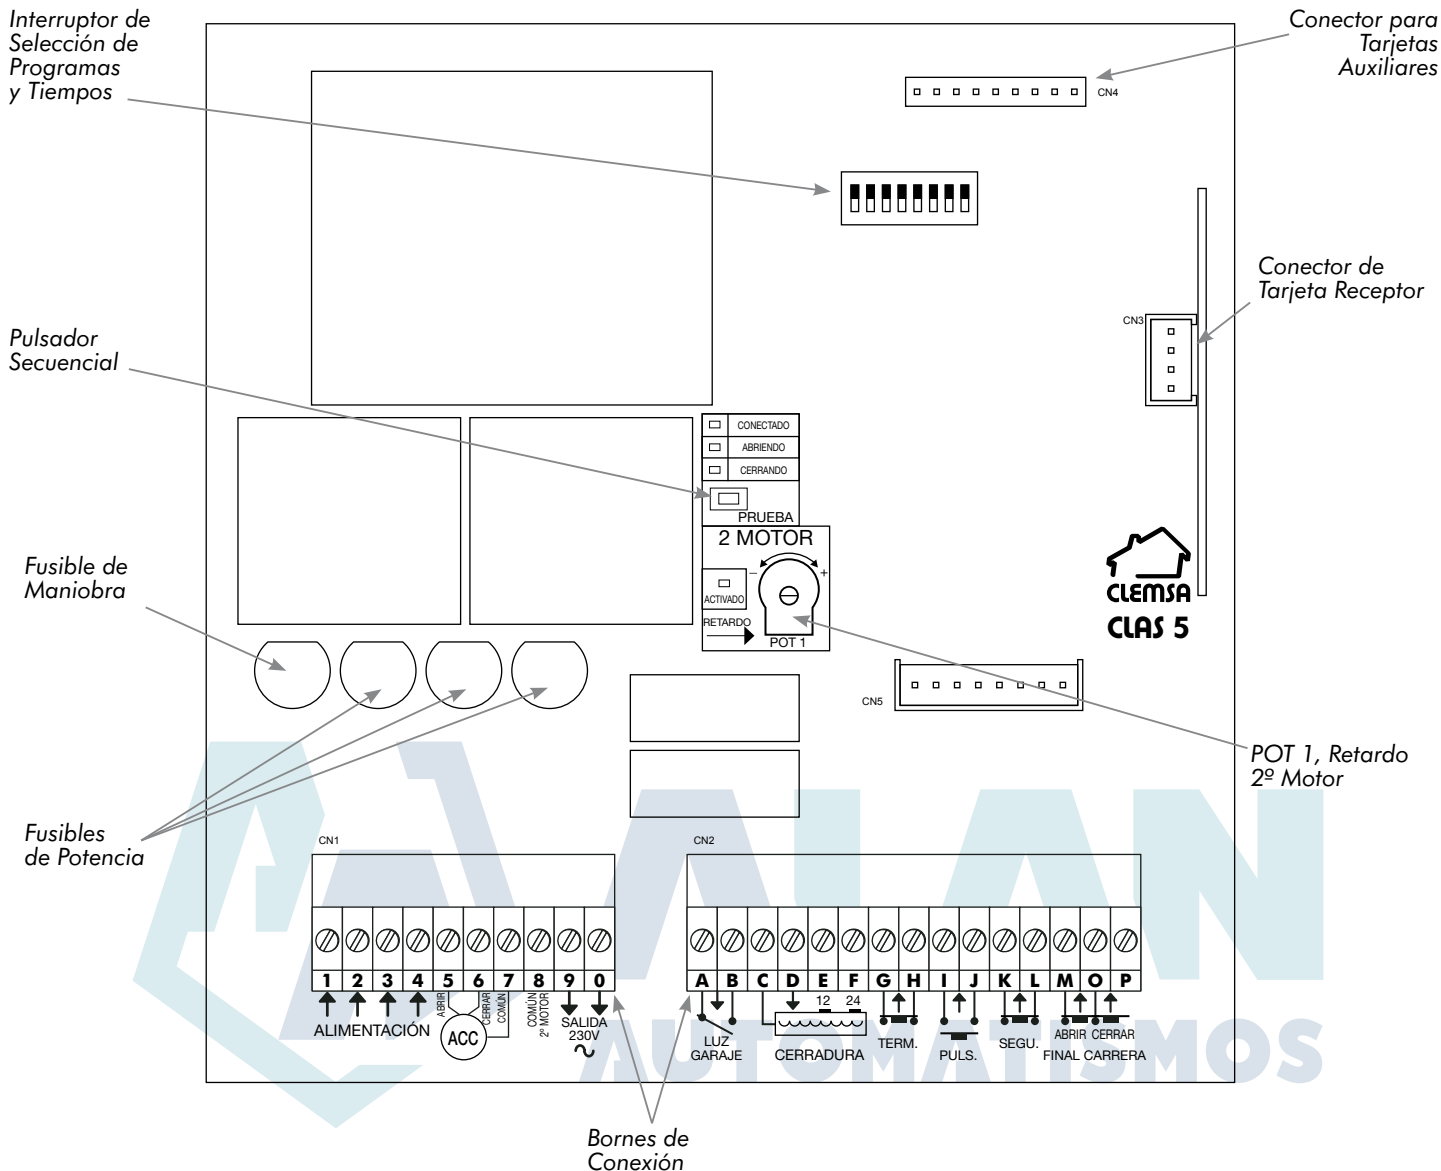 Interruptor de
Selección de
Programas
y Tiempos
Conector para
Tarjetas
Auxiliares
CN4
Conector de
Tarjeta Receptor
CN3
Pulsador
Secuencial
CONECTADO
ABRIENDO
CERRANDO
PRUEBA
2 MOTOR
- +
ACTIVADO
RETARDO
POT 1
CLEMSA
CLAS 5
Fusible de
Maniobra
CN5
POT 1, Retardo
2º Motor
Fusibles
de Potencia
CN1
CN2
1 2 3 4 5 6 7 8 9 0
ALIMENTACIÓN
ABRIR
CERRAR
COMÚN
ACC
COMÚN
2º MOTOR
SALIDA
230V
A B C D E F G H I J K L M O P
LUZ
GARAJE
12 24
CERRADURA
TERM.
PULS.
SEGU.
ABRIR CERRAR
FINAL CARRERA
Bornes de
Conexión
ALAN
AUTOMATISMOS